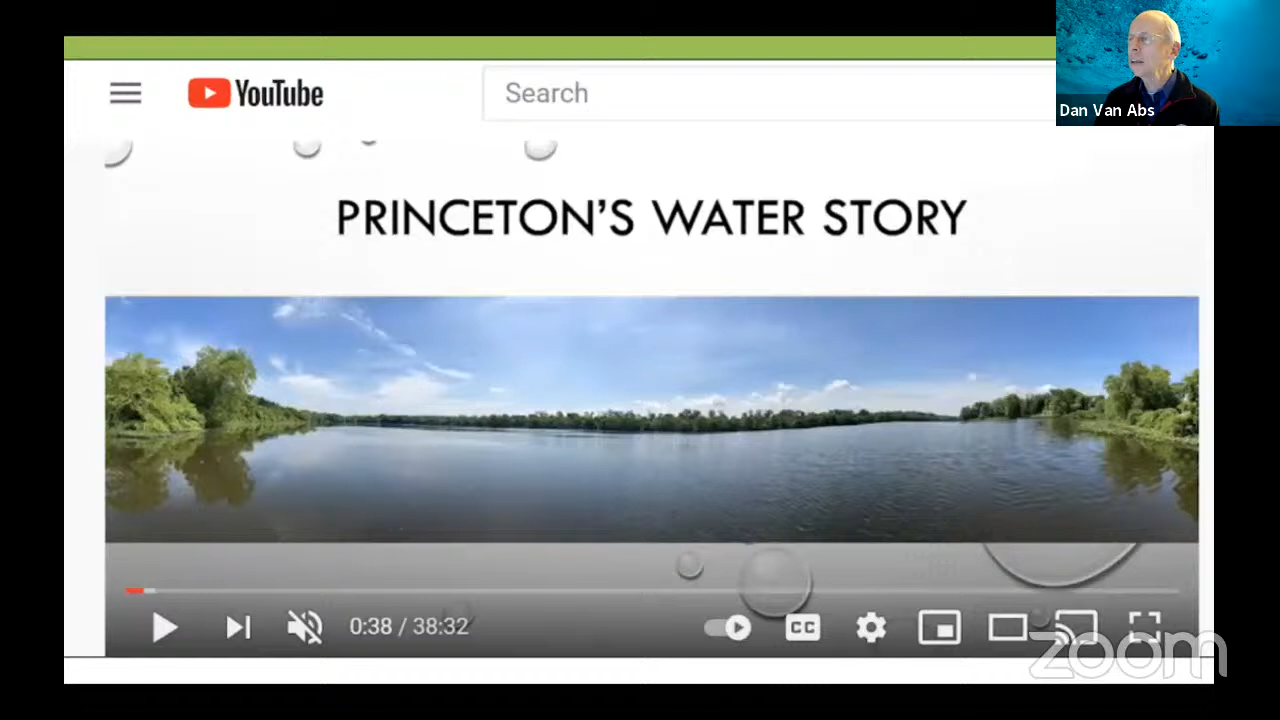 YouTube
Search
Dan Van Abs
PRINCETON'S WATER STORY
0:38 / 38:32
CC
zoom